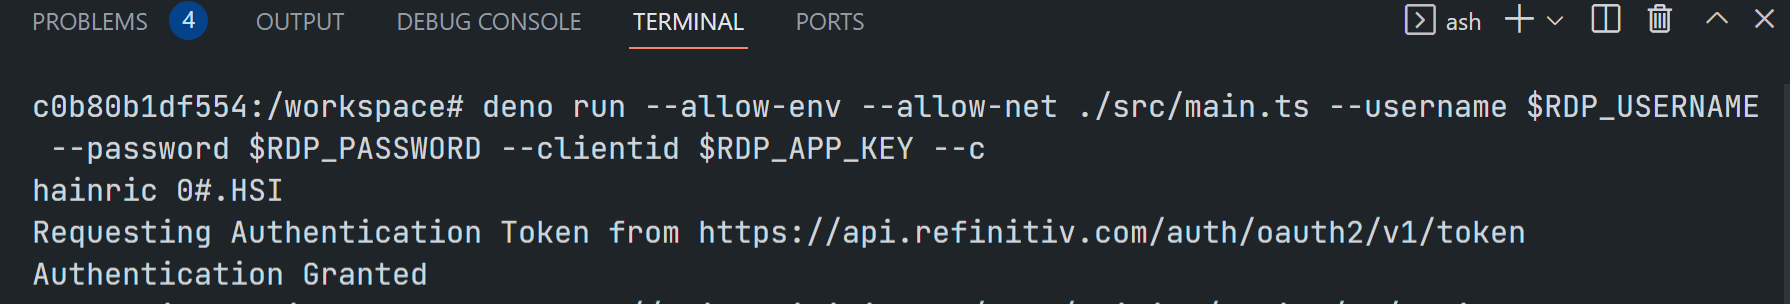 PROBLEMS 4 OUTPUT DEBUG CONSOLE TERMINAL PORTS ash
c0b80b1df554:/workspace# deno run --allow-env --allow-net ./src/main.ts --username $RDP_USERNAME
 --password $RDP_PASSWORD --clientid $RDP_APP_KEY --c
hainric 0#.HSI
Requesting Authentication Token from https://api.refinitiv.com/auth/oauth2/v1/token
Authentication Granted